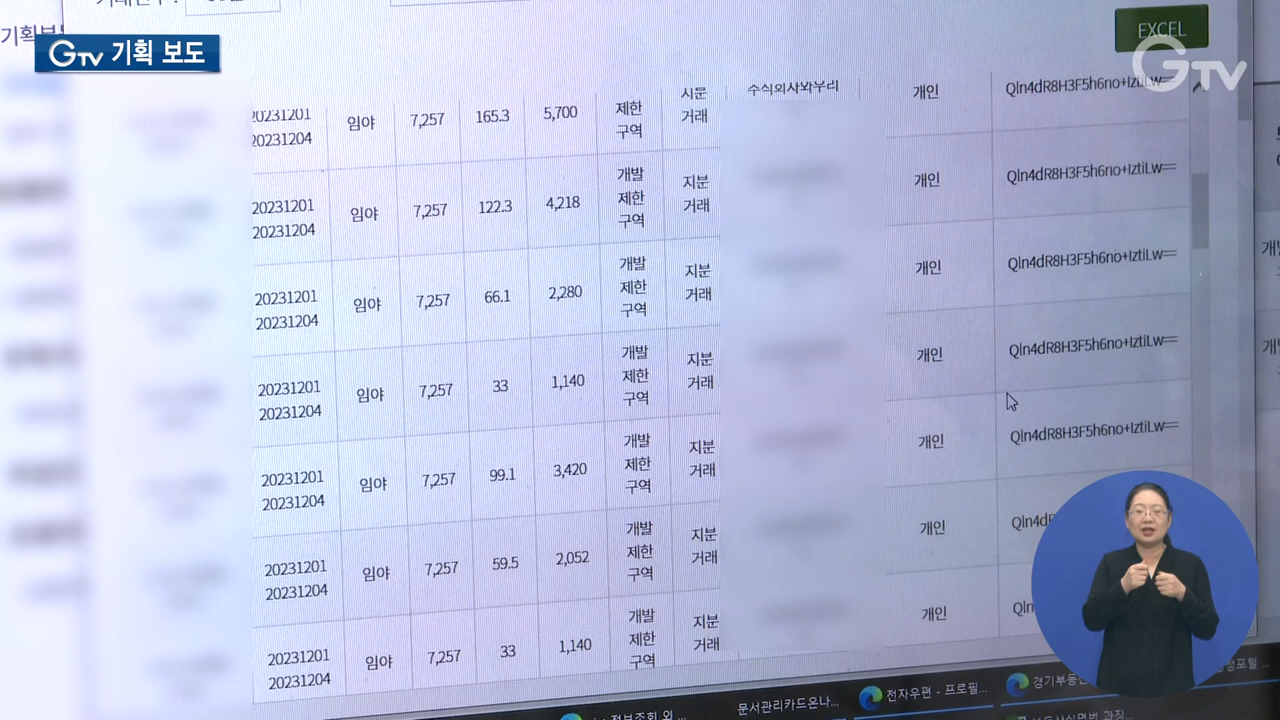 GTV 기획 보도
EXCEL
GTV
20231201
20231204
임야
7,257
165.3
5,700
제한
구역
거래
개인
Qln4dR8H3F5h6no+IztiLw==
20231201
20231204
임야
7,257
122.3
4,218
개발
제한
구역
지분
거래
개인
Qln4dR8H3F5h6no+IztiLw==
20231201
20231204
임야
7,257
66.1
2,280
개발
제한
구역
지분
거래
개인
Qln4dR8H3F5h6no+IztiLw==
20231201
20231204
임야
7,257
33
1,140
개발
제한
구역
지분
거래
개인
Qln4dR8H3F5h6no+IztiLw==
20231201
20231204
임야
7,257
99.1
3,420
개발
제한
구역
지분
거래
개인
Qln4dR8H3F5h6no+IztiLw==
20231201
20231204
임야
7,257
59.5
2,052
개발
제한
구역
지분
거래
개인
20231201
20231204
임야
7,257
33
1,140
개발
제한
구역
지분
거래
개인
문서관리카드온나...
전자우편 - 프로필...